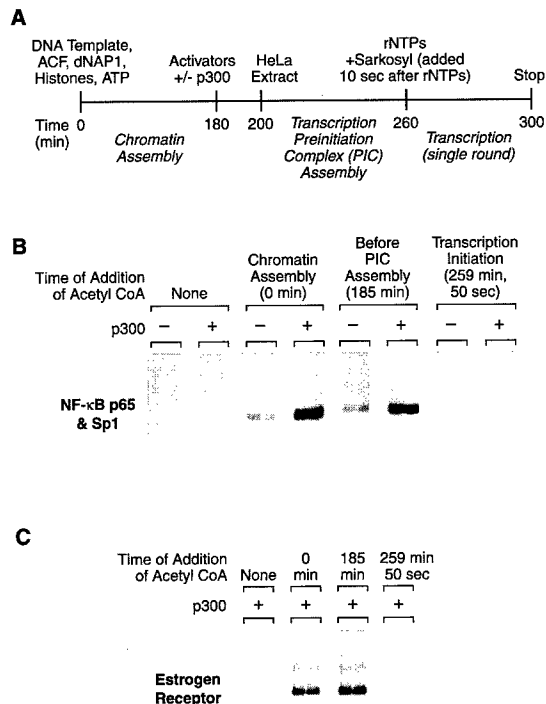 A
DNA Template,
ACF, dNAP1,
Histones, ATP
Activators
+/- p300
HeLa
Extract
rNTPs
+Sarkosyl (added
10 sec after rNTPs)
Stop
Time
(min)
0
180
200
260
300
Chromatin
Assembly
Transcription
Preinitiation
Complex (PIC)
Assembly
Transcription
(single round)
B
Time of Addition
of Acetyl CoA
None
Chromatin
Assembly
(0 min)
Before
PIC
Assembly
(185 min)
Transcription
Initiation
(259 min,
50 sec)
p300 − + − + − + − +
NF-κB p65
& Sp1
C
Time of Addition
of Acetyl CoA
None
0
min
185
min
259 min
50 sec
p300 + + + +
Estrogen
Receptor